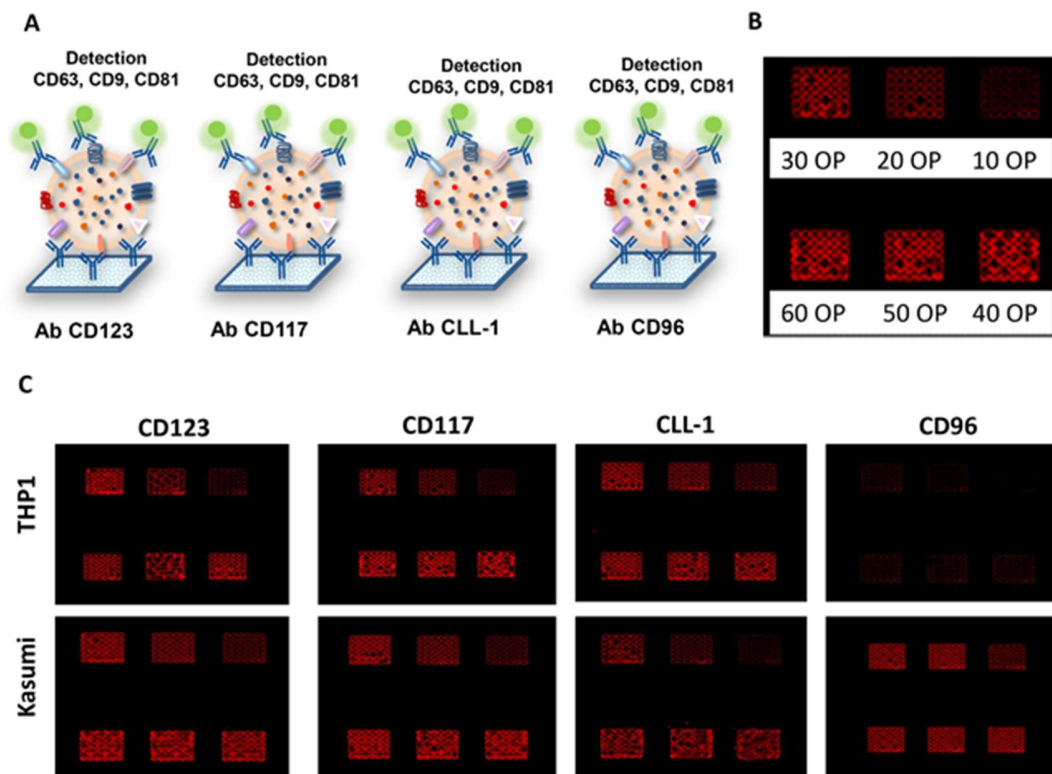 A
Detection
CD63, CD9, CD81
Detection
CD63, CD9, CD81
Detection
CD63, CD9, CD81
Detection
CD63, CD9, CD81
Ab CD123
Ab CD117
Ab CLL-1
Ab CD96
B
30 OP 20 OP 10 OP
60 OP 50 OP 40 OP
C
CD123 CD117 CLL-1 CD96
THP1
Kasumi